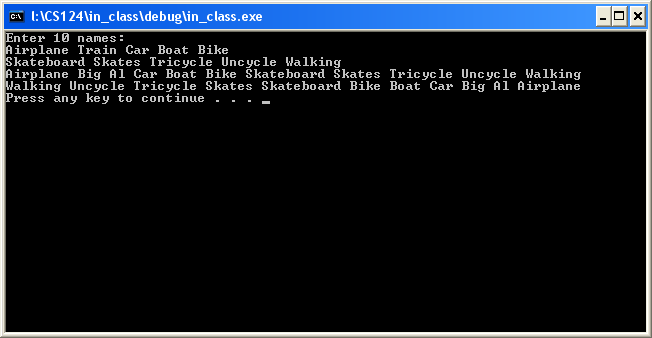 I:\CS124\in_class\debug\in_class.exe
Enter 10 names:
Airplane Train Car Boat Bike
Skateboard Skates Tricycle Uncycle Walking
Airplane Big Al Car Boat Bike Skateboard Skates Tricycle Uncycle Walking
Walking Uncycle Tricycle Skates Skateboard Bike Boat Car Big Al Airplane
Press any key to continue . . .